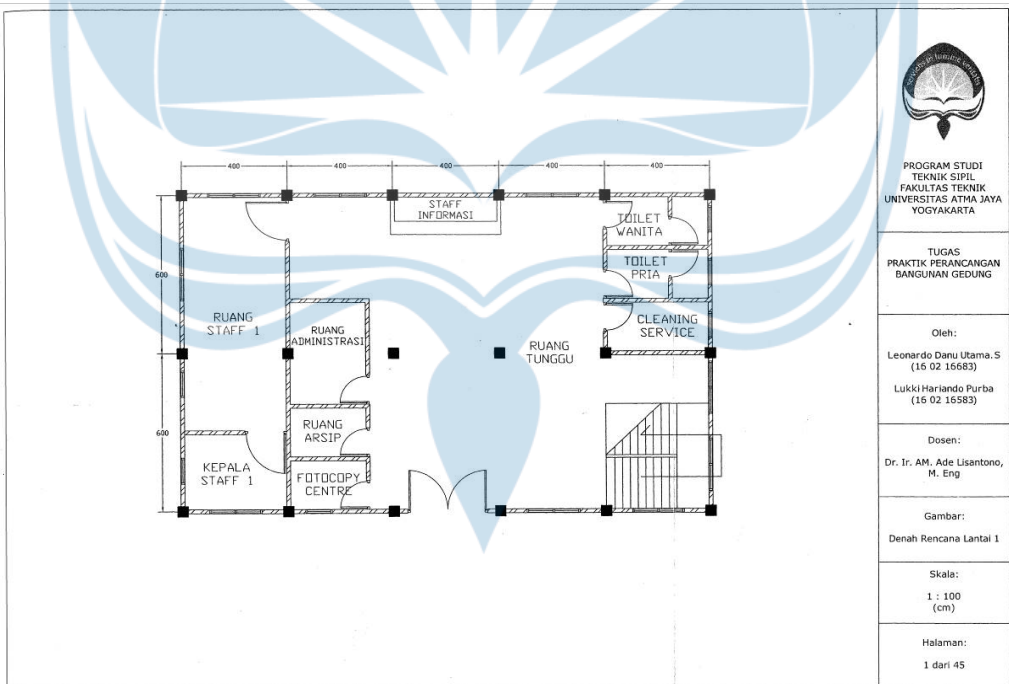 400 400 400 400 400
600
600
STAFF
INFORMASI
TOILET
WANITA
TOILET
PRIA
CLEANING
SERVICE
RUANG
STAFF 1
RUANG
ADMINISTRASI
RUANG
TUNGGU
RUANG
ARSIP
KEPALA
STAFF 1
FOTOCOPY
CENTRE
serviens in lumine veritatis
PROGRAM STUDI
TEKNIK SIPIL
FAKULTAS TEKNIK
UNIVERSITAS ATMA JAYA
YOGYAKARTA
TUGAS
PRAKTIK PERANCANGAN
BANGUNAN GEDUNG
Oleh:
Leonardo Danu Utama.S
(16 02 16683)
Lukki Hariando Purba
(16 02 16583)
Dosen:
Dr. Ir. AM. Ade Lisantono,
M. Eng
Gambar:
Denah Rencana Lantai 1
Skala:
1 : 100
(cm)
Halaman:
1 dari 45